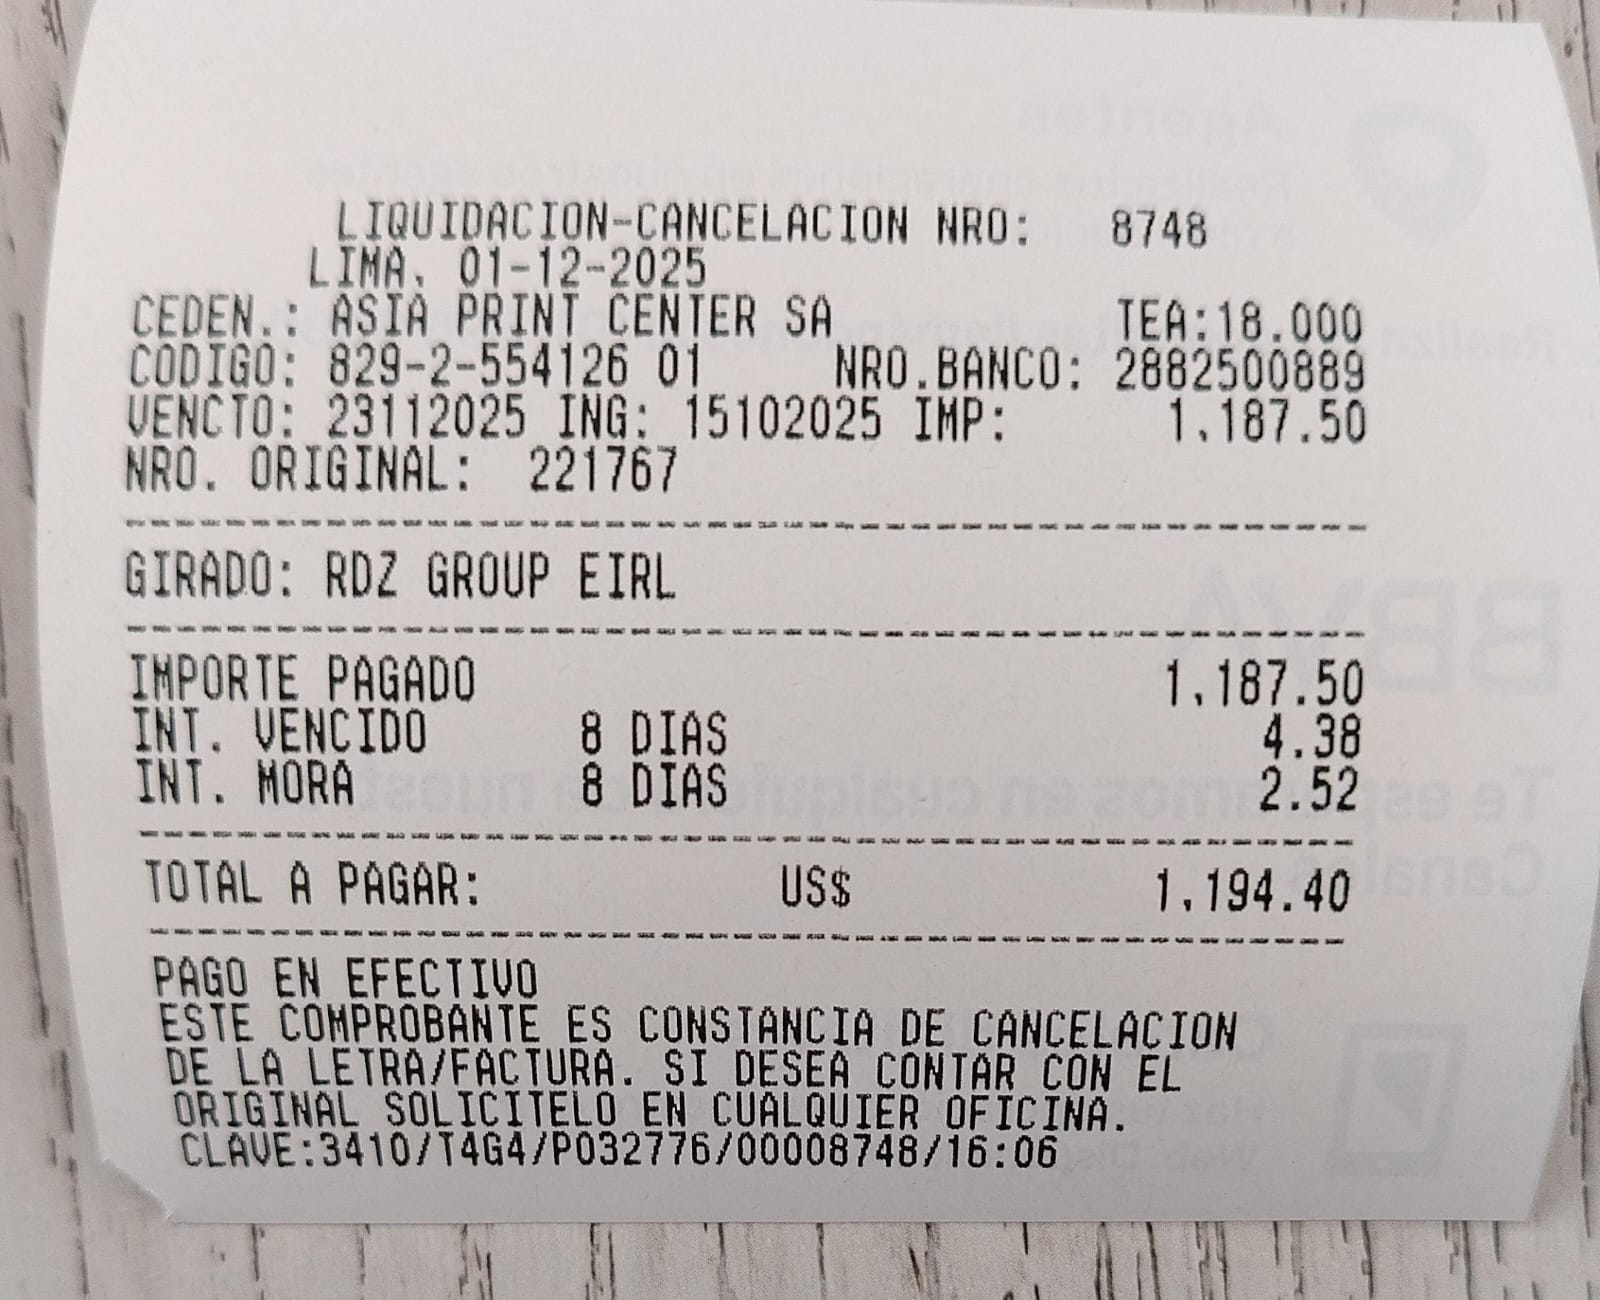 LIQUIDACION-CANCELACION NRO: 8748
LIMA. 01-12-2025
CEDEN.: ASIA PRINT CENTER SA TEA:18.000
CODIGO: 829-2-554126 01 NRO.BANCO: 2882500889
VENCTO: 23112025 ING: 15102025 IMP: 1.187.50
NRO. ORIGINAL: 221767
GIRADO: RDZ GROUP EIRL
IMPORTE PAGADO 1.187.50
INT. VENCIDO 8 DIAS 4.38
INT. MORA 8 DIAS 2.52
TOTAL A PAGAR: US$ 1.194.40
PAGO EN EFECTIVO
ESTE COMPROBANTE ES CONSTANCIA DE CANCELACION
DE LA LETRA/FACTURA. SI DESEA CONTAR CON EL
ORIGINAL SOLICITELO EN CUALQUIER OFICINA.
CLAVE:3410/T4G4/P032776/00008748/16:06